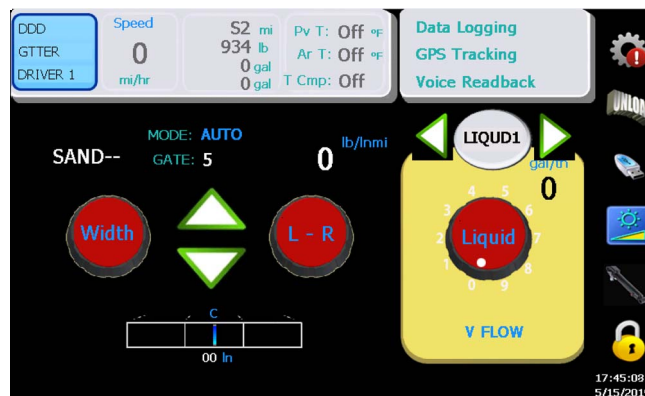 DDD
GTTER
DRIVER 1
Speed
0
mi/hr
S2 mi
934 lb
0 gal
0 gal
Pv T: Off °F
Ar T: Off °F
T Cmp: Off
Data Logging
GPS Tracking
Voice Readback
MODE: AUTO
SAND--
GATE: 5
0 lb/lnmi
Width
L - R
C
00 In
LIQUD1
0
Liquid
0 1 2 3 4 5 6 7 8 9
V FLOW
17:45:08